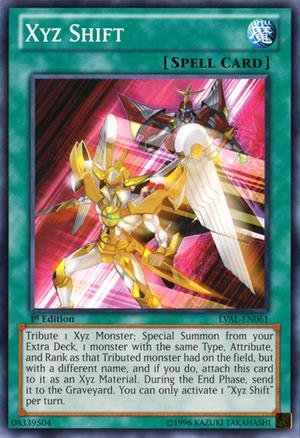 Xyz Shift
魔
[Spell Card]
1st Edition
LVAL-EN061
Tribute 1 Xyz Monster; Special Summon from your
Extra Deck, 1 monster with the same Type, Attribute,
and Rank as that Tributed monster had on the field, but
with a different name, and if you do, attach this card
to it as an Xyz Material. During the End Phase, send
it to the Graveyard. You can only activate 1 "Xyz Shift"
per turn.
08339504
©1996 KAZUKI TAKAHASHI